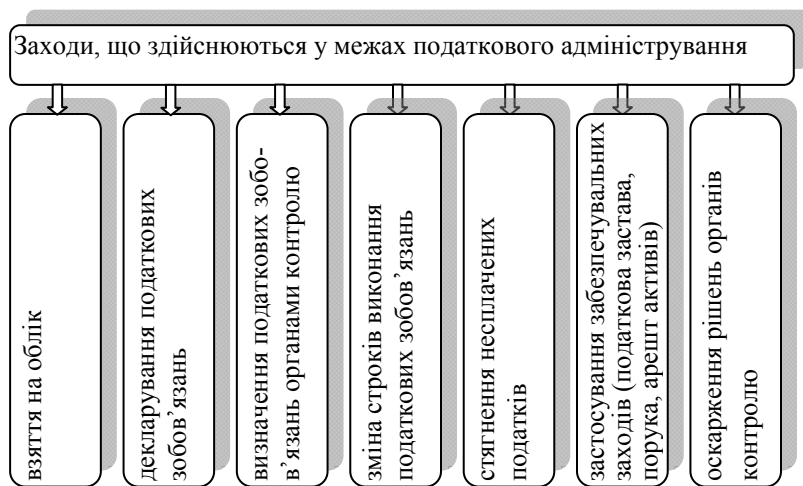 Заходи, що здійснюються у межах податкового адміністрування
взяття на облік
декларування податкових
зобов’язань
визначення податкових зобо-
в’язань органами контролю
зміна строків виконання
податкових зобов’язань
стягнення несплачених
податків
застосування забезпечувальних
заходів (податкова застава,
порука, арешт активів)
оскарження рішень органів
контролю